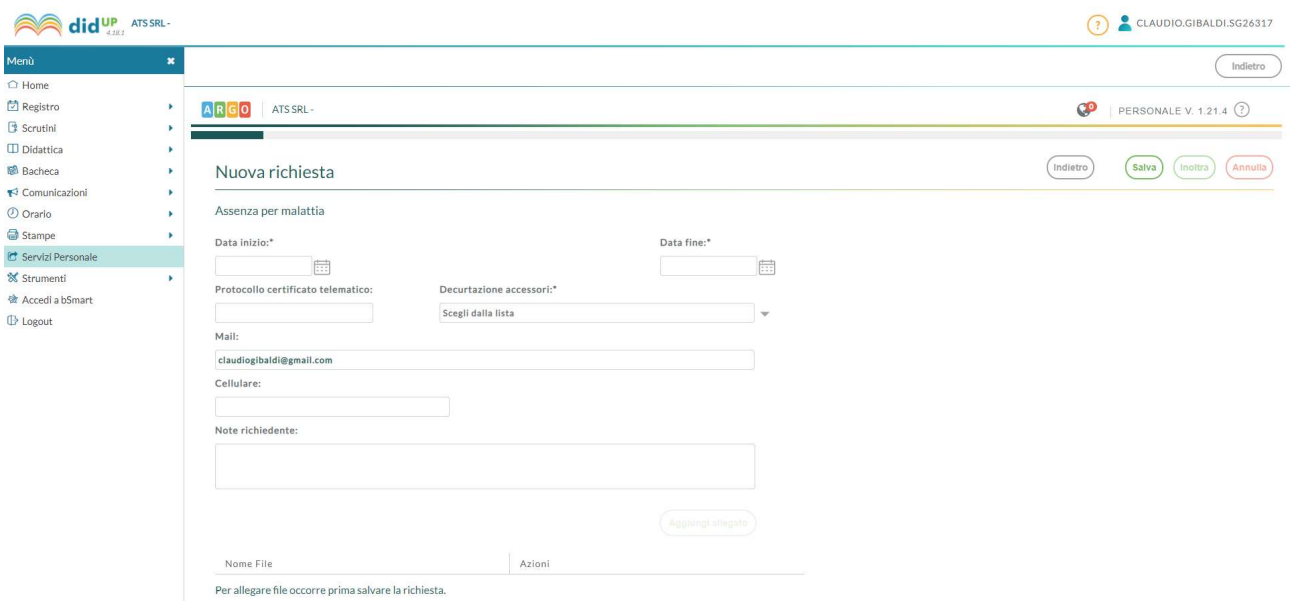 didUP 4.18.1 ATS SRL -
? CLAUDIO.GIBALDI.SG26317
Menù
Indietro
Home
Registro
ARGO ATS SRL -
0 PERSONALE V. 1.21.4 ?
Scrutini
Didattica
Bacheca
Nuova richiesta
Indietro Salva Inoltra Annulla
Comunicazioni
Orario
Assenza per malattia
Stampe
Servizi Personale
Strumenti
Accedi a bSmart
Logout
Data inizio:* Data fine:*
Protocollo certificato telematico: Decurtazione accessori:*
Scegli dalla lista
Mail:
claudiogibaldi@gmail.com
Cellulare:
Note richiedente:
Aggiungi allegato
Nome File Azioni
Per allegare file occorre prima salvare la richiesta.